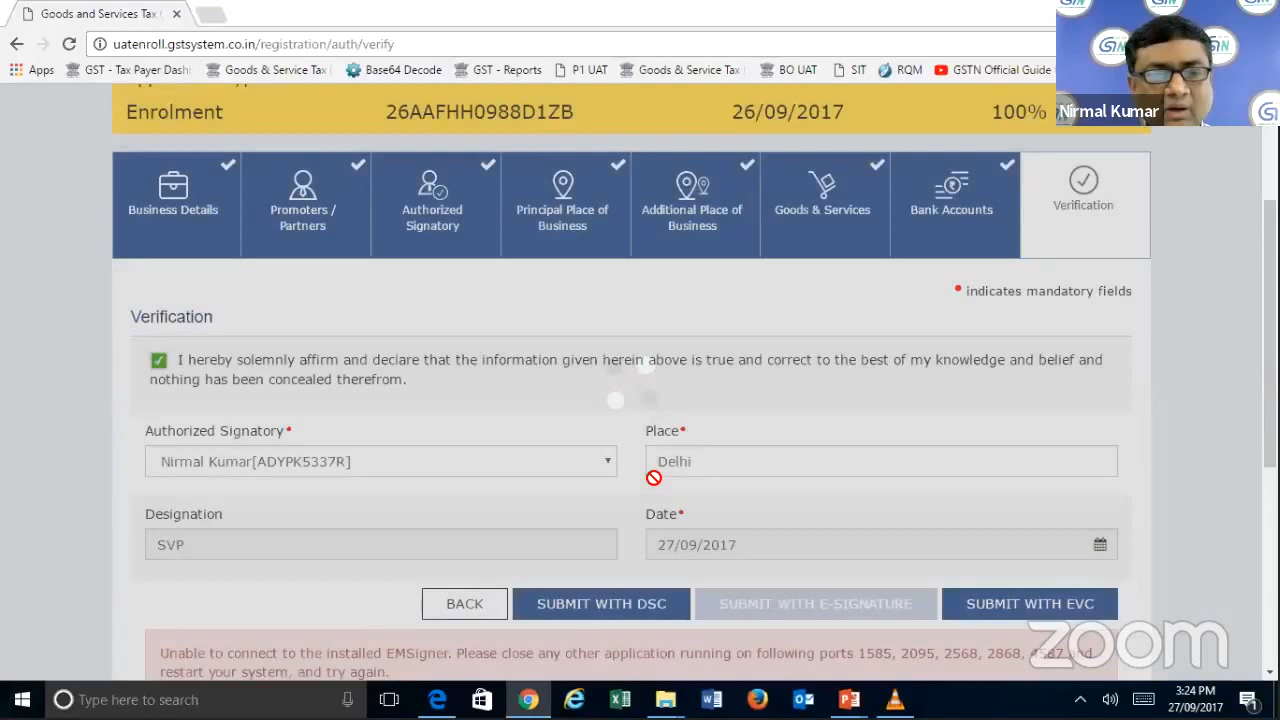 Goods and Services Tax
uatenroll.gstsystem.co.in/registration/auth/verify
Apps GST - Tax Payer Dash Goods & Service Tax Base64 Decode GST - Reports P1 UAT Goods & Service Tax BO UAT SIT RQM GSTN Official Guide
Nirmal Kumar
Enrolment 26AAFHH0988D1ZB 26/09/2017 100%
Business Details
Promoters / Partners
Authorized Signatory
Principal Place of Business
Additional Place of Business
Goods & Services
Bank Accounts
Verification
• indicates mandatory fields
Verification
I hereby solemnly affirm and declare that the information given herein above is true and correct to the best of my knowledge and belief and
nothing has been concealed therefrom.
Authorized Signatory•
Place•
Nirmal Kumar[ADYPK5337R]
Delhi
Designation
Date•
SVP
27/09/2017
BACK SUBMIT WITH DSC SUBMIT WITH E-SIGNATURE SUBMIT WITH EVC
Unable to connect to the installed EMSigner. Please close any other application running on following ports 1585, 2095, 2568, 2868, 4587 and
restart your system, and try again.
zoom
Type here to search
3:24 PM
27/09/2017